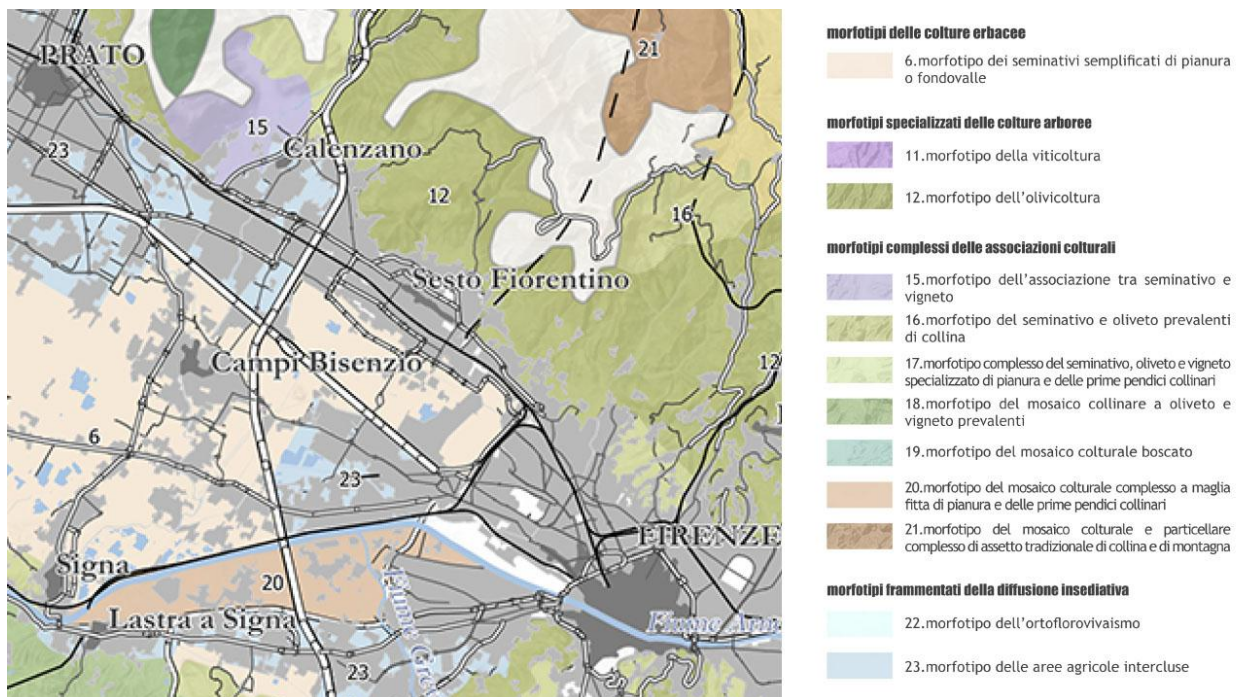 PRATO
21
15
23
Calenzano
12
16
Sesto Fiorentino
Campi Bisenzio
12
6
23
FIRENZE
Signa
20
Lastra a Signa
Fiume
23
morfotipi delle colture erbacee
6.morfotipo dei seminativi semplificati di pianura
o fondovalle
morfotipi specializzati delle colture arboree
11.morfotipo della viticoltura
12.morfotipo dell'olivicoltura
morfotipi complessi delle associazioni colturali
15.morfotipo dell'associazione tra seminativo e
vigneto
16.morfotipo del seminativo e oliveto prevalenti
di collina
17.morfotipo complesso del seminativo, oliveto e vigneto
specializzato di pianura e delle prime pendici collinari
18.morfotipo del mosaico collinare a oliveto e
vigneto prevalenti
19.morfotipo del mosaico colturale boscato
20.morfotipo del mosaico colturale complesso a maglia
fitta di pianura e delle prime pendici collinari
21.morfotipo del mosaico colturale e particellare
complesso di assetto tradizionale di collina e di montagna
morfotipi frammentati della diffusione insediativa
22.morfotipo dell'ortoflorovivaismo
23.morfotipo delle aree agricole intercluse